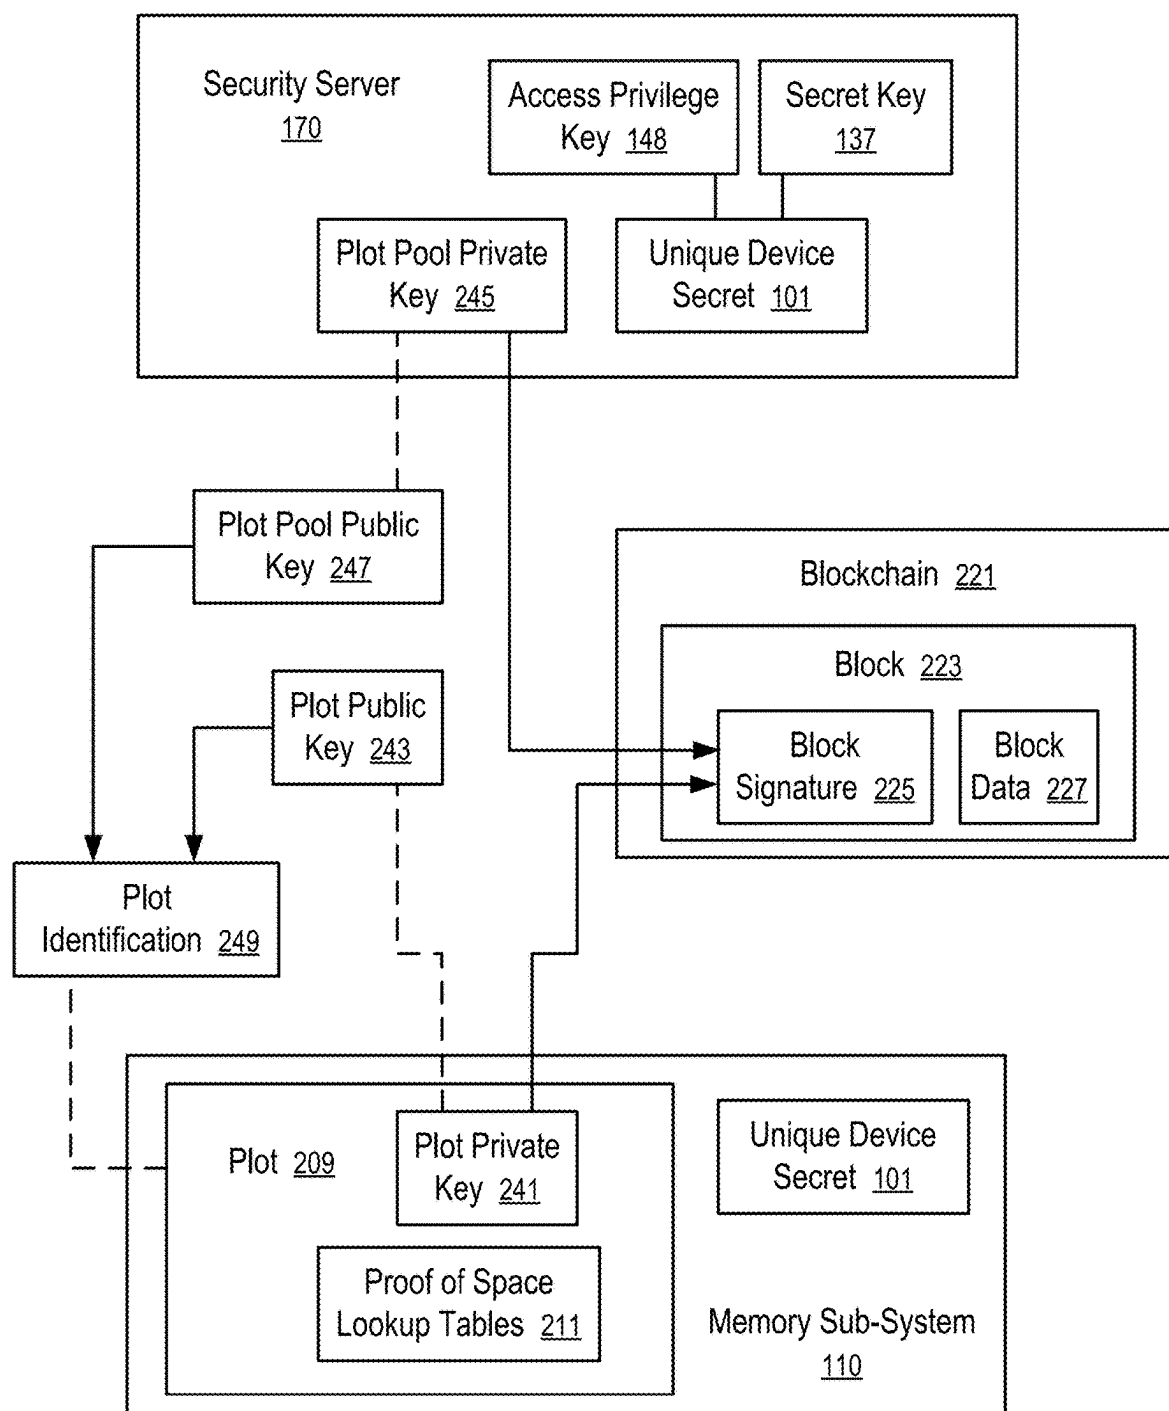 Security Server
170
Access Privilege
Key 148
Secret Key
137
Plot Pool Private
Key 245
Unique Device
Secret 101
Plot Pool Public
Key 247
Blockchain 221
Block 223
Plot Public
Key 243
Block
Signature 225
Block
Data 227
Plot
Identification 249
Plot 209
Plot Private
Key 241
Unique Device
Secret 101
Proof of Space
Lookup Tables 211
Memory Sub-System
110